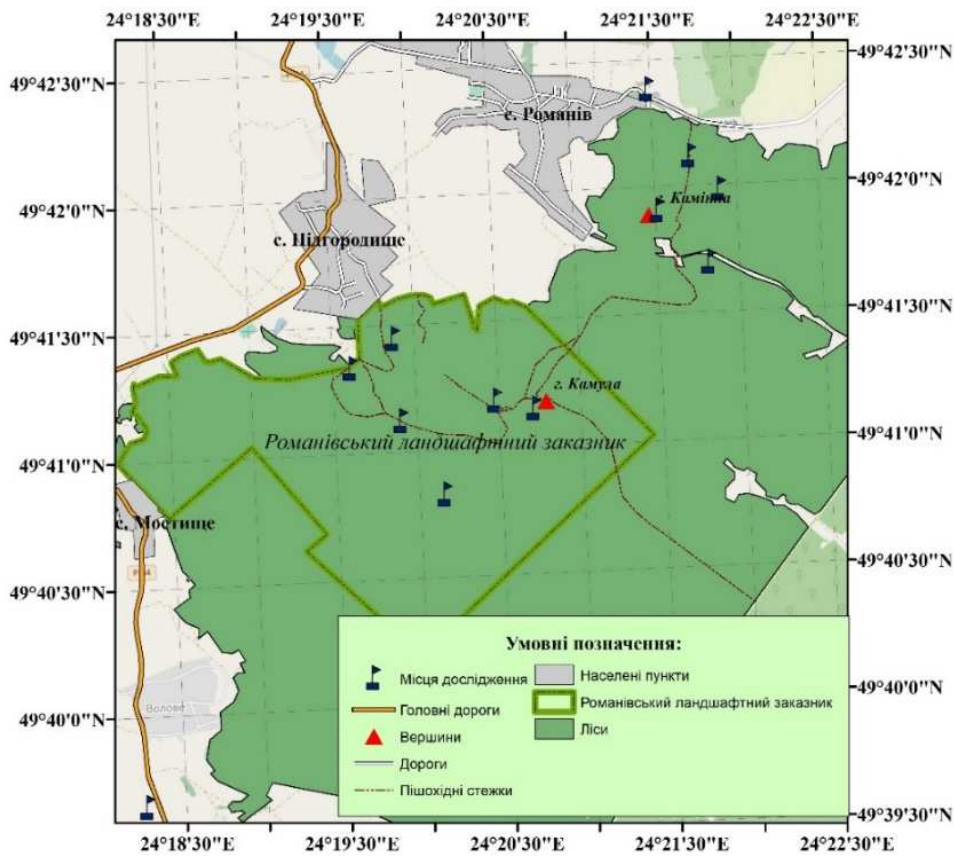 24°18'30"E 24°19'30"E 24°20'30"E 24°21'30"E 24°22'30"E
49°42'30"N
49°42'30"N
с. Романів
49°42'0"N
г. Камінна
49°42'0"N
с. Підгородище
49°41'30"N
49°41'30"N
г. Камула
Романівський ландшафтний заказник
49°41'0"N
49°41'0"N
с. Мостище
49°40'30"N
49°40'30"N
Волове
49°40'0"N
49°40'0"N
Умовні позначення:
Місця дослідження
Головні дороги
Вершини
Дороги
Пішохідні стежки
Населені пункти
Романівський ландшафтний заказник
Ліси
49°39'30"N
24°18'30"E 24°19'30"E 24°20'30"E 24°21'30"E 24°22'30"E